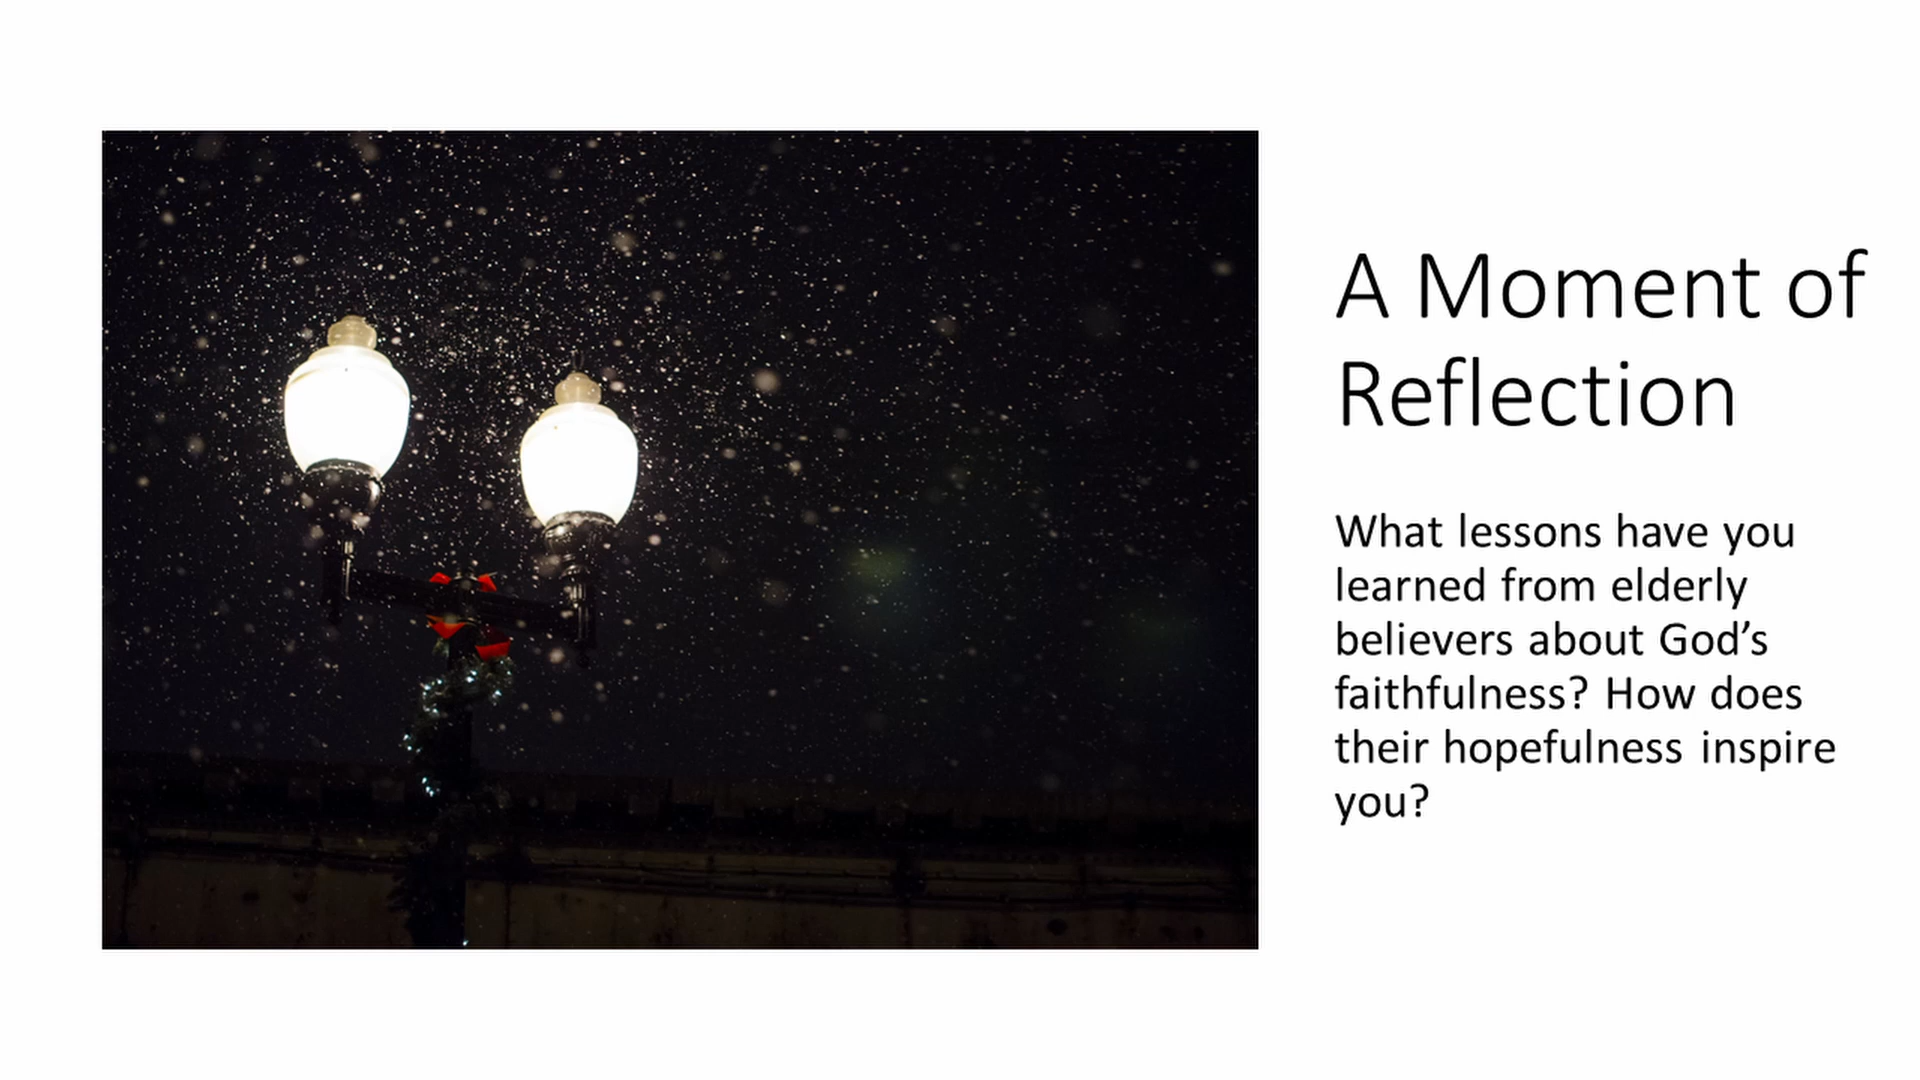 A Moment of
Reflection
What lessons have you
learned from elderly
believers about God’s
faithfulness? How does
their hopefulness inspire
you?